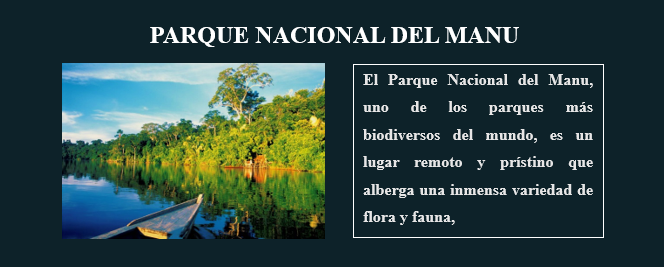 PARQUE NACIONAL DEL MANU
El Parque Nacional del Manu,
uno de los parques más
biodiversos del mundo, es un
lugar remoto y prístino que
alberga una inmensa variedad de
flora y fauna,